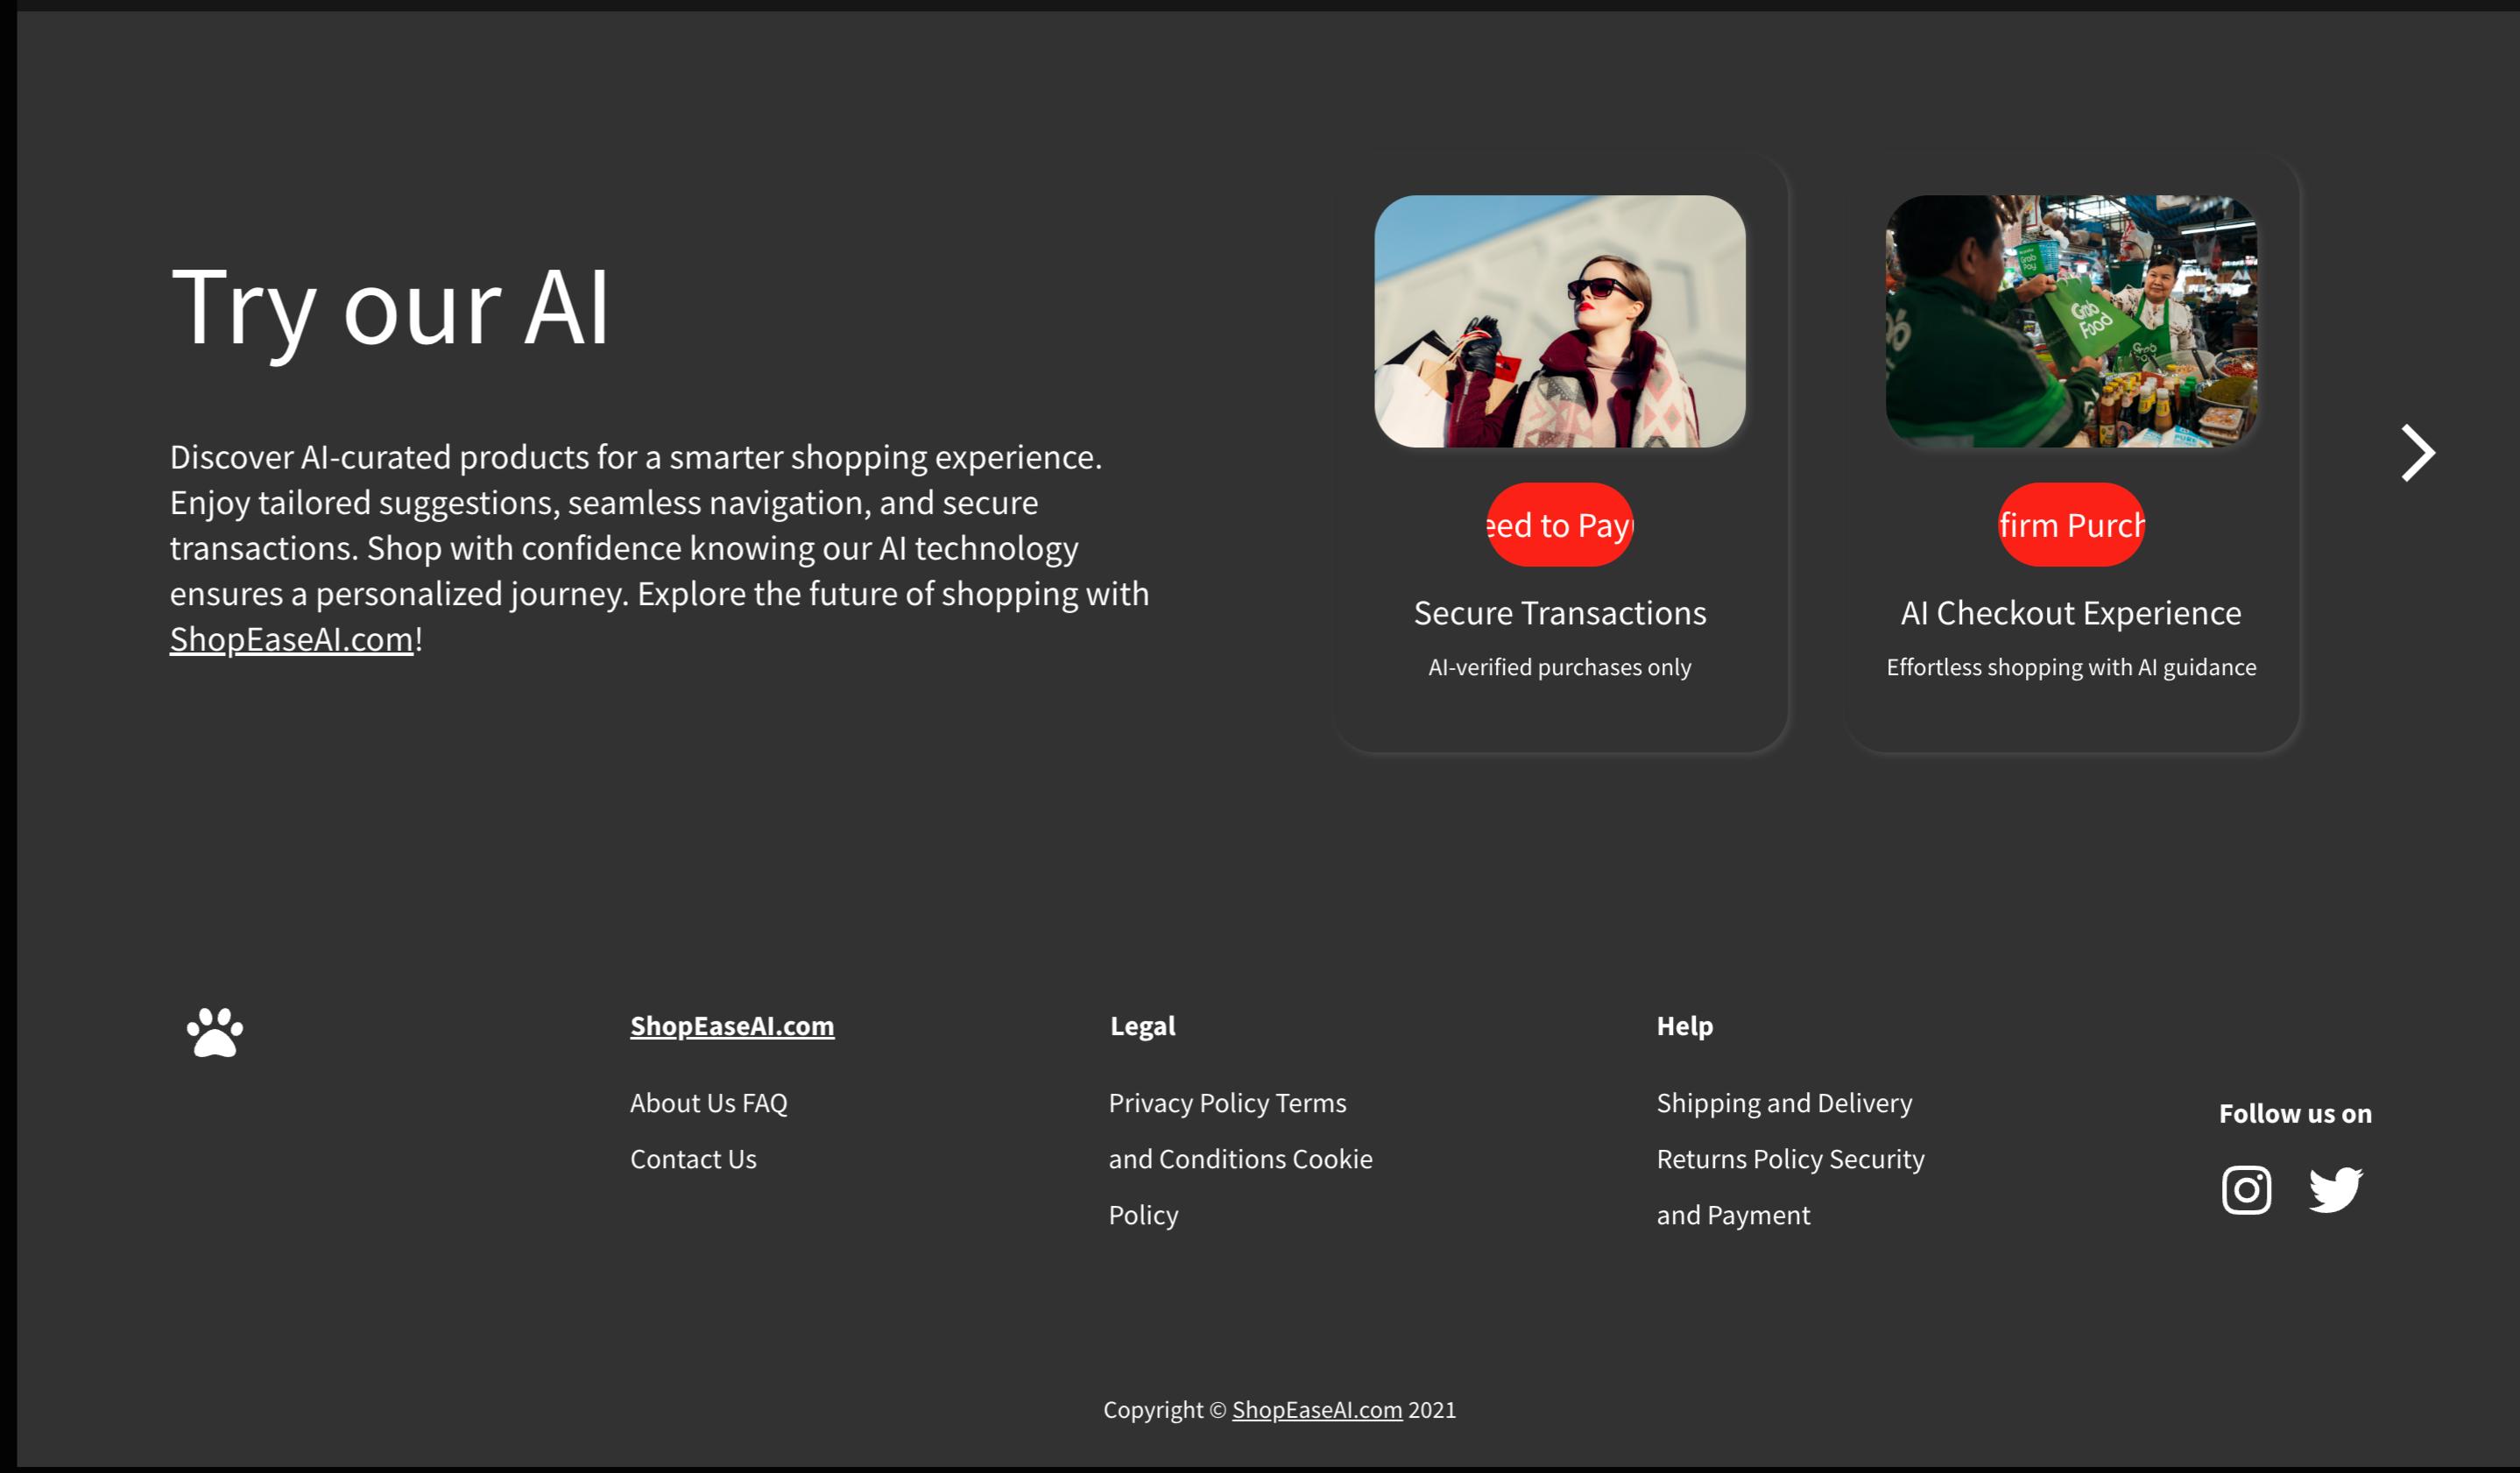 Try our AI
Discover AI-curated products for a smarter shopping experience.
Enjoy tailored suggestions, seamless navigation, and secure
transactions. Shop with confidence knowing our AI technology
ensures a personalized journey. Explore the future of shopping with
ShopEaseAI.com!
Grab
Pay
Grab
Food
eed to Pay
firm Purch
Secure Transactions
AI Checkout Experience
AI-verified purchases only
Effortless shopping with AI guidance
ShopEaseAI.com
About Us FAQ
Contact Us
Legal
Privacy Policy Terms
and Conditions Cookie
Policy
Help
Shipping and Delivery
Returns Policy Security
and Payment
Follow us on
Copyright © ShopEaseAI.com 2021